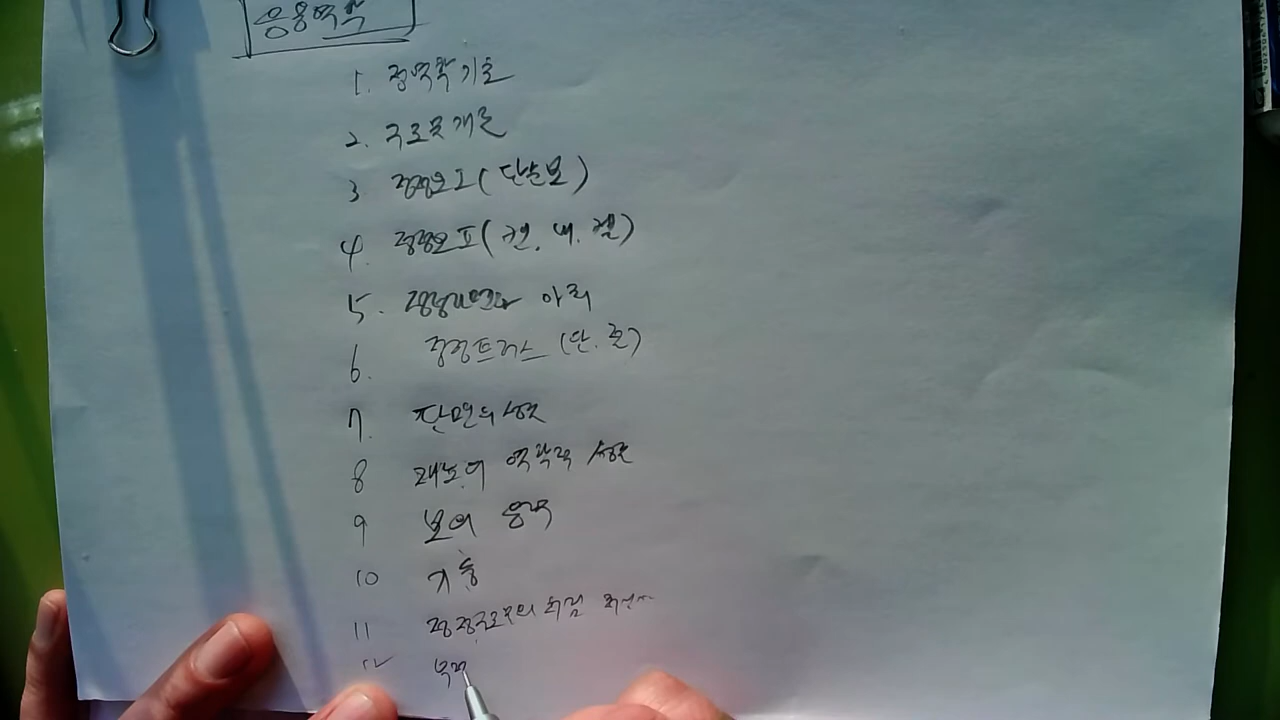 응용역학
1. 정역학 기초
2. 구조물 개론
3 정정보 I (단순보)
4. 정정보 II (캔, 내, 겔)
5. 정정라멘과 아치
6. 정정트러스 (단, 론)
7. 단면의 성질
8 재료의 역학적 성질
9 보의 응력
10 기둥
11 정정구조물의 처짐 처짐각
12 부정